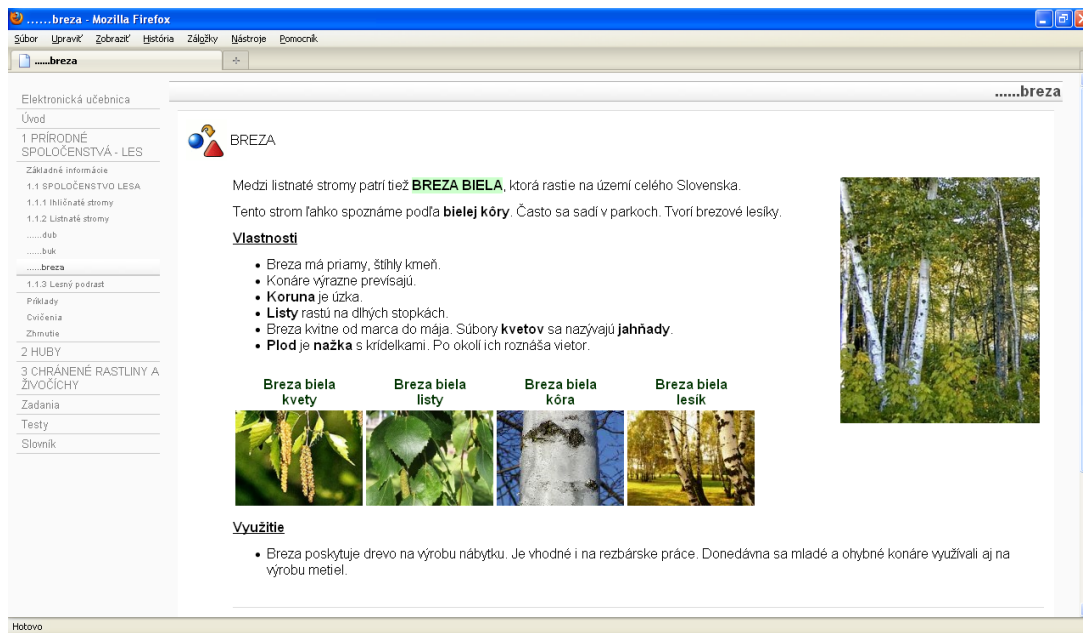 ......breza - Mozilla Firefox
Súbor Upraviť Zobraziť História Záložky Nástroje Pomocník
......breza
......breza
Elektronická učebnica
Úvod
1 PRÍRODNÉ
SPOLOČENSTVÁ - LES
Základné informácie
1.1 SPOLOČENSTVO LESA
1.1.1 Ihličnaté stromy
1.1.2 Listnaté stromy
......dub
......buk
......breza
1.1.3 Lesný podrast
Príklady
Cvičenia
Zhrnutie
2 HUBY
3 CHRÁNENÉ RASTLINY A
ŽIVOČÍCHY
Zadania
Testy
Slovník
BREZA
Medzi listnaté stromy patrí tiež BREZA BIELA, ktorá rastie na území celého Slovenska.
Tento strom ľahko spoznáme podľa bielej kôry. Často sa sadí v parkoch. Tvorí brezové lesíky.
Vlastnosti
• Breza má priamy, štíhly kmeň.
• Konáre výrazne prevísajú.
• Koruna je úzka.
• Listy rastú na dlhých stopkách.
• Breza kvitne od marca do mája. Súbory kvetov sa nazývajú jahňady.
• Plod je nažka s krídelkami. Po okolí ich roznáša vietor.
Breza biela
kvety
Breza biela
listy
Breza biela
kôra
Breza biela
lesík
Využitie
• Breza poskytuje drevo na výrobu nábytku. Je vhodné i na rezbárske práce. Donedávna sa mladé a ohybné konáre využívali aj na
výrobu metiel.
Hotovo